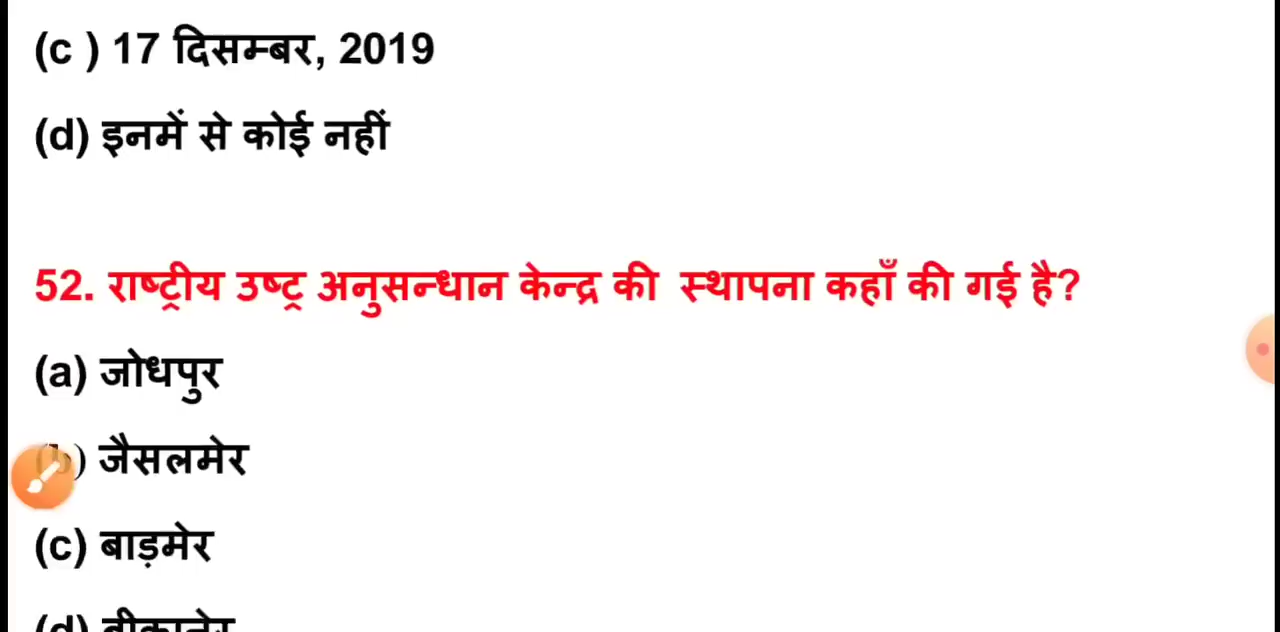 (c ) 17 दिसम्बर, 2019
(d) इनमें से कोई नहीं
52. राष्ट्रीय उष्ट्र अनुसन्धान केन्द्र की स्थापना कहाँ की गई है?
(a) जोधपुर
(b) जैसलमेर
(c) बाड़मेर
(d) बीकानेर